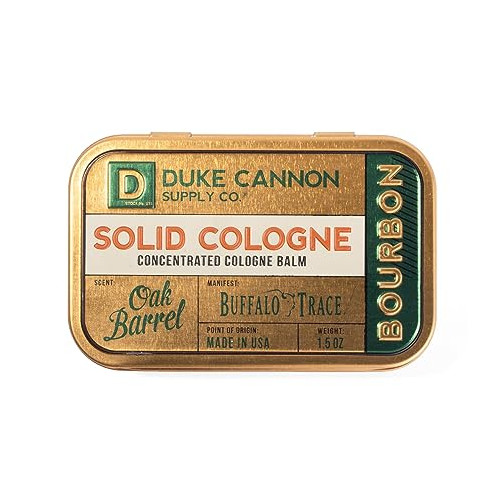 D
DUKE CANNON
SUPPLY CO.
SOLID COLOGNE
CONCENTRATED COLOGNE BALM
SCENT:
Oak
Barrel
MANIFEST:
BUFFALO TRACE
POINT OF ORIGIN:
MADE IN USA
WEIGHT:
1.5 OZ
BOURBON